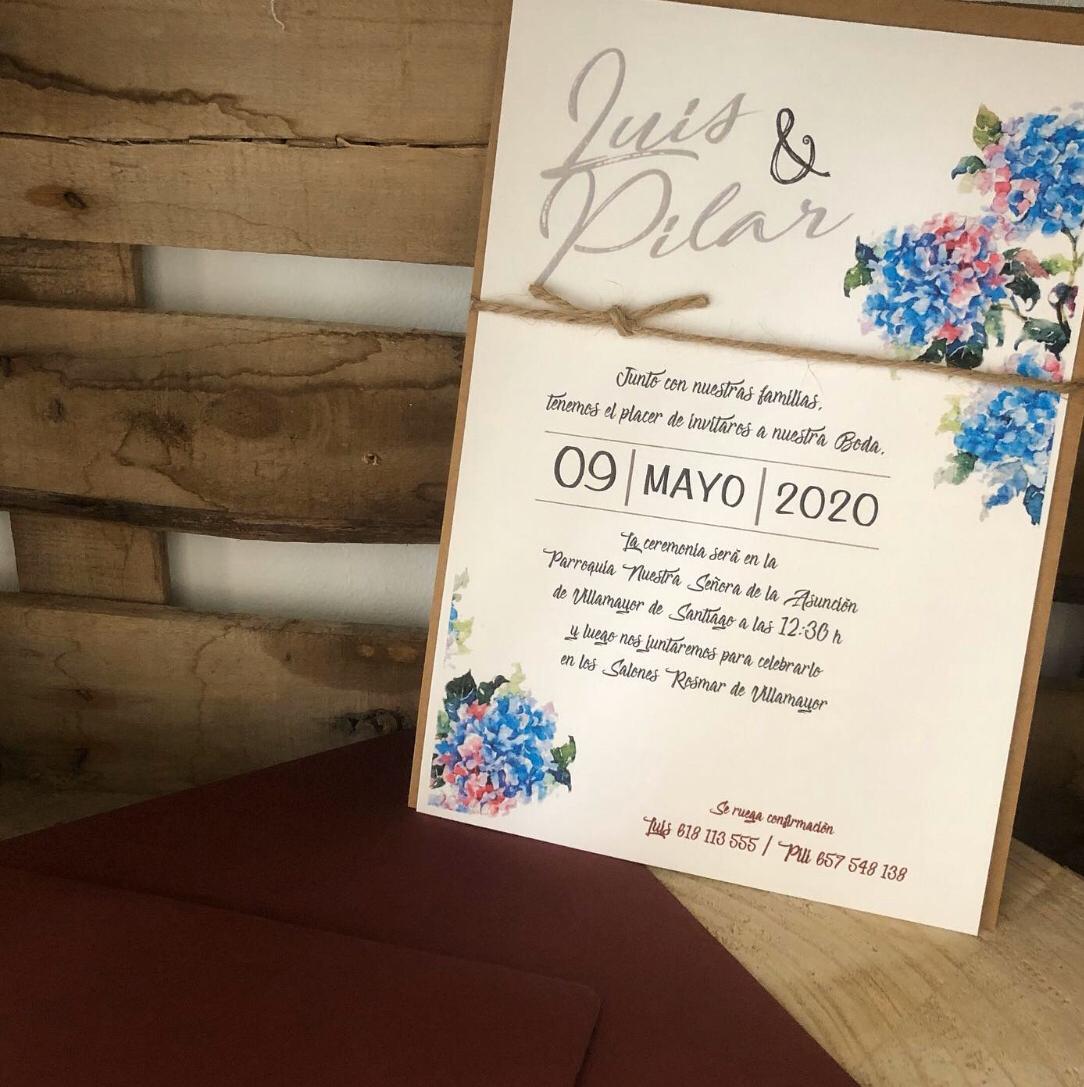 Luis &
Pilar
Junto con nuestras familias,
tenemos el placer de invitaros a nuestra Boda.
09 | MAYO | 2020
La ceremonia será en la
Parroquia Nuestra Señora de la Asunción
de Villamayor de Santiago a las 12:30 h
y luego nos juntaremos para celebrarlo
en los Salones Rosmar de Villamayor
Se ruega confirmación
Luis 618 113 555 / Pili 657 548 138